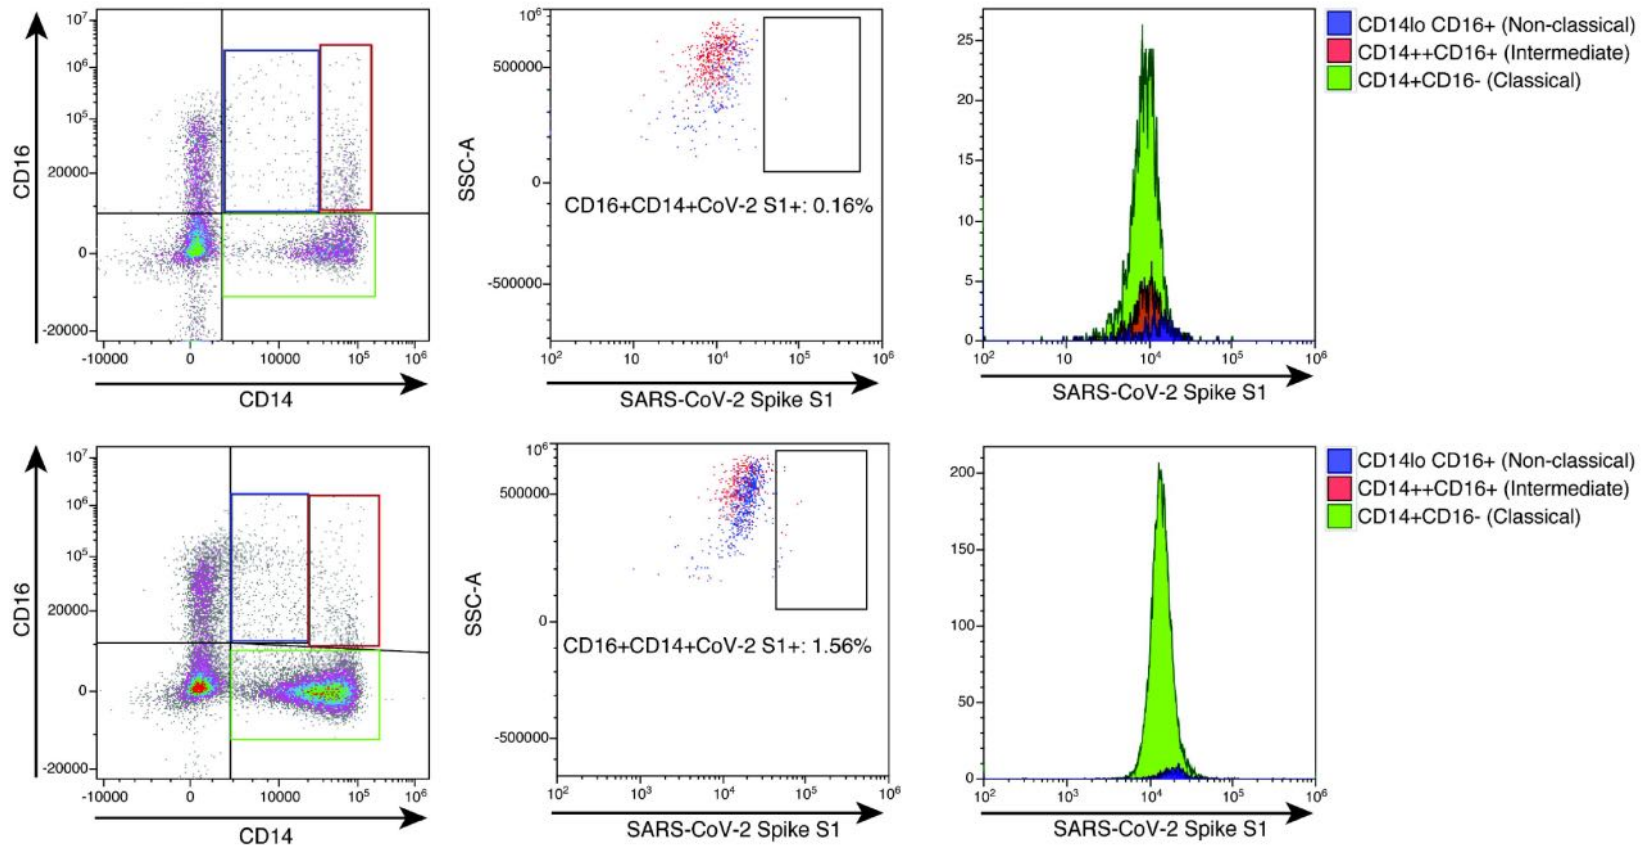 10⁷
10⁶
10⁵
20000
0
-20000
CD16
-10000 0 10000 10⁵ 10⁶
CD14
10⁶
500000
0
-500000
SSC-A
CD16+CD14+CoV-2 S1+: 0.16%
10² 10 10⁴ 10⁵ 10⁶
SARS-CoV-2 Spike S1
25
20
15
10
5
0
10² 10 10⁴ 10⁵ 10⁶
SARS-CoV-2 Spike S1
CD14lo CD16+ (Non-classical)
CD14++CD16+ (Intermediate)
CD14+CD16- (Classical)
10⁷
10⁶
10⁵
20000
0
-20000
CD16
-10000 0 10000 10⁵ 10⁶
CD14
10⁶
500000
0
-500000
SSC-A
CD16+CD14+CoV-2 S1+: 1.56%
10² 10³ 10⁴ 10⁵ 10⁶
SARS-CoV-2 Spike S1
200
150
100
50
0
10² 10³ 10⁴ 10⁵ 10⁶
SARS-CoV-2 Spike S1
CD14lo CD16+ (Non-classical)
CD14++CD16+ (Intermediate)
CD14+CD16- (Classical)